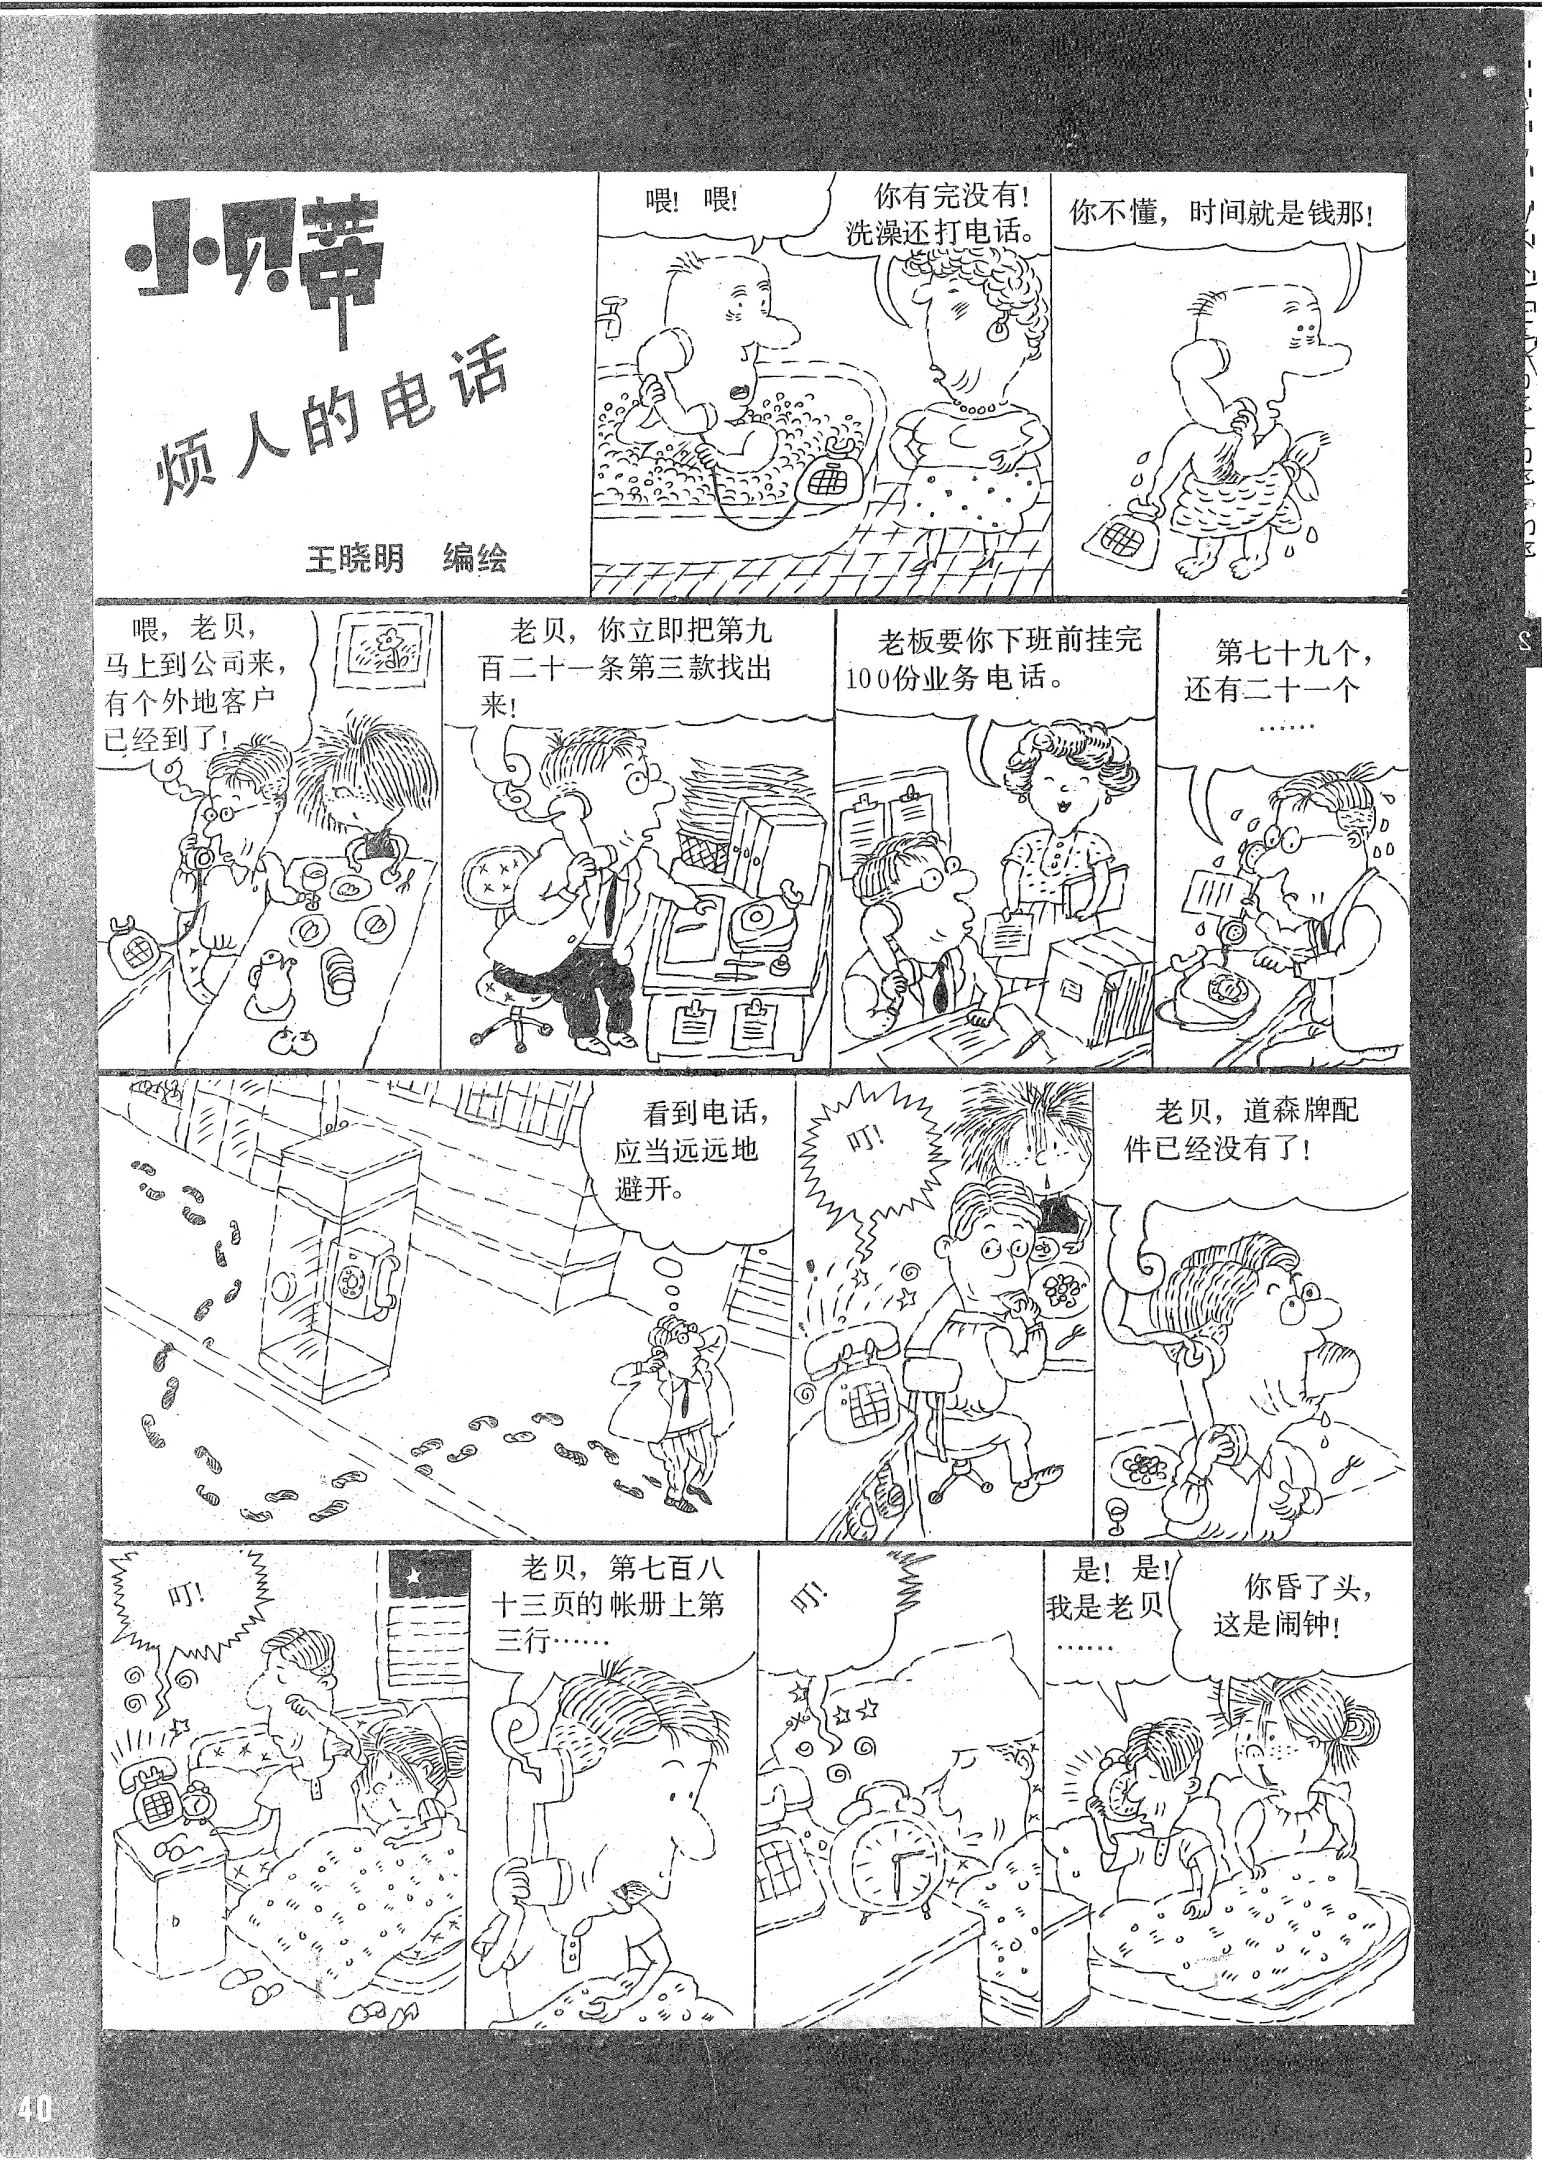 小贝蒂
烦人的电话
王晓明 编绘
喂！喂！
你有完没有！
洗澡还打电话。
你不懂，时间就是钱那！
喂，老贝，
马上到公司来，
有个外地客户
已经到了！
老贝，你立即把第九
百二十一条第三款找出
来！
老板要你下班前挂完
100份业务电话。
第七十九个，
还有二十一个
……
看到电话，
应当远远地
避开。
叮！
老贝，道森牌配
件已经没有了！
叮！
老贝，第七百八
十三页的帐册上第
三行……
叮！
是！是！
我是老贝
……
你昏了头，
这是闹钟！
40